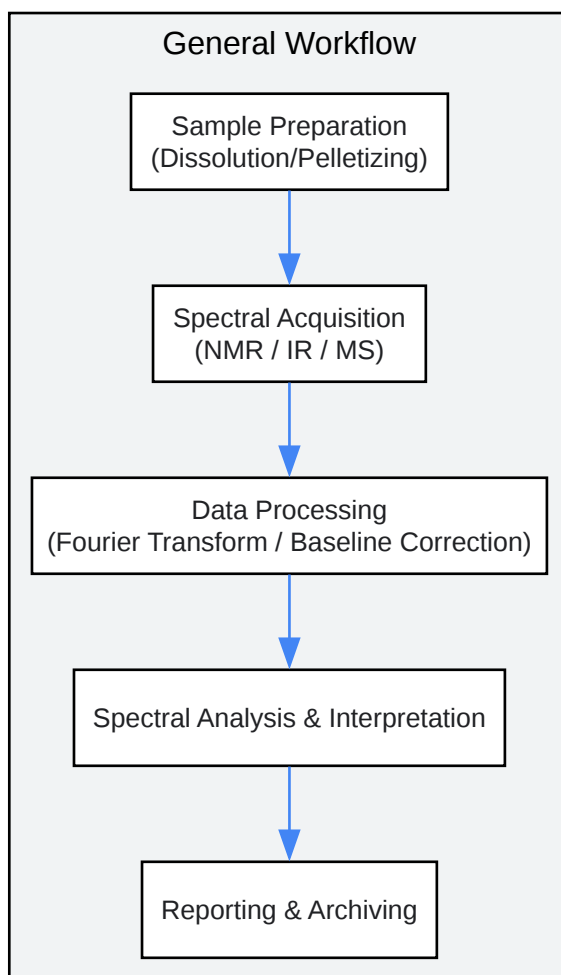 General Workflow
Sample Preparation
(Dissolution/Pelletizing)
Spectral Acquisition
(NMR / IR / MS)
Data Processing
(Fourier Transform / Baseline Correction)
Spectral Analysis & Interpretation
Reporting & Archiving